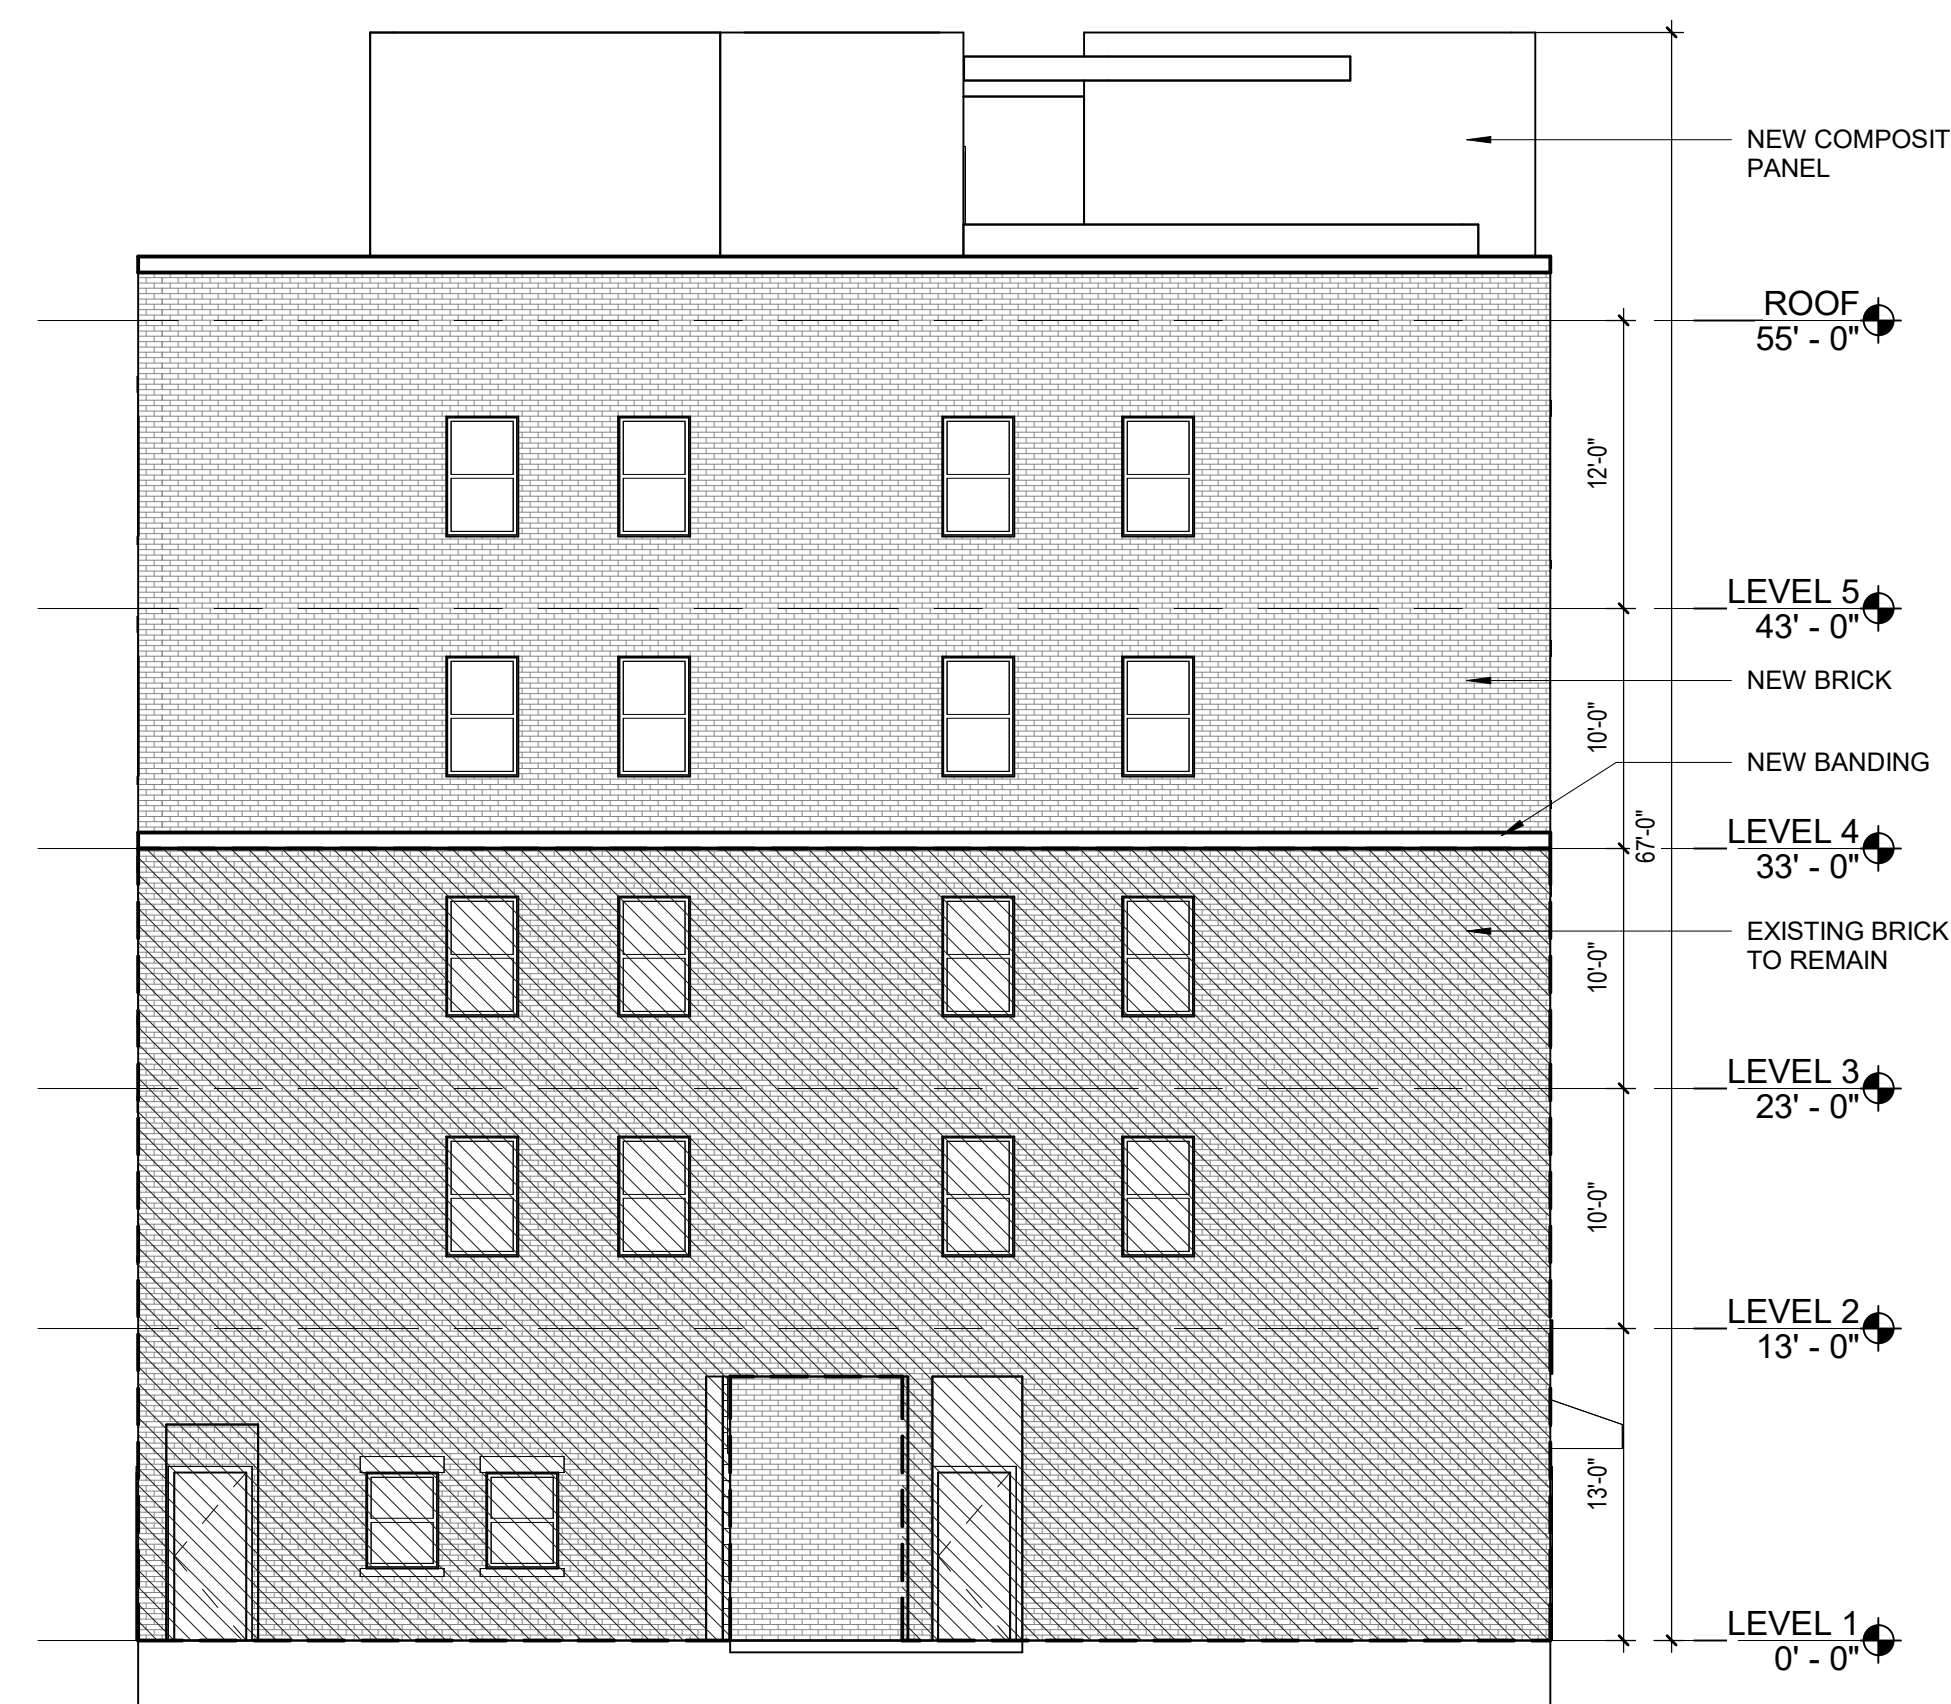 NEW COMPOSIT
PANEL
ROOF
55' - 0"
12'-0"
LEVEL 5
43' - 0"
NEW BRICK
10'-0"
NEW BANDING
67'-0"
LEVEL 4
33' - 0"
EXISTING BRICK
TO REMAIN
10'-0"
LEVEL 3
23' - 0"
10'-0"
LEVEL 2
13' - 0"
13'-0"
LEVEL 1
0' - 0"